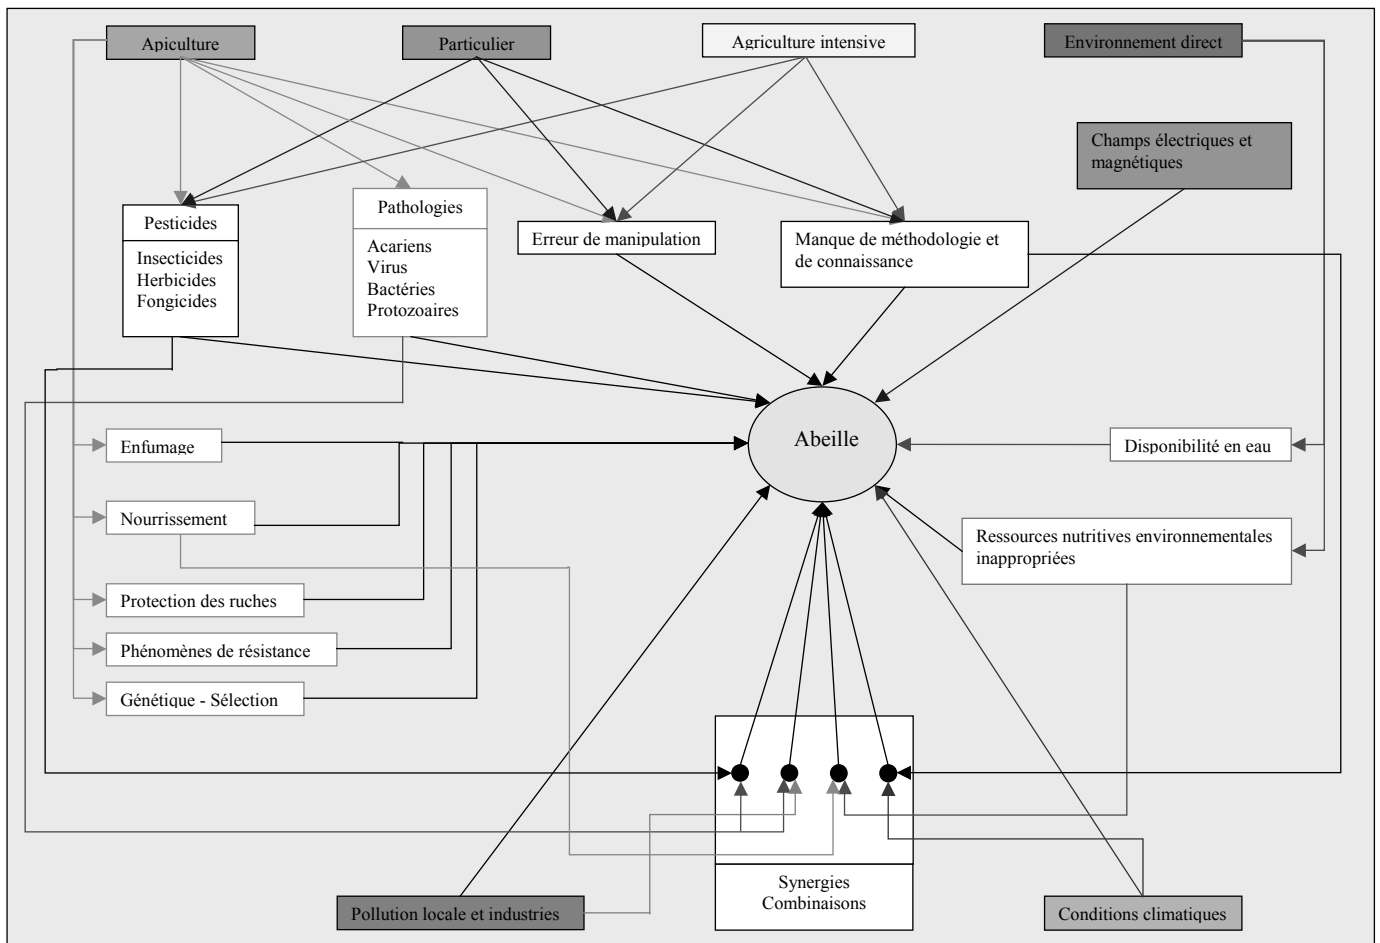 Apiculture
Particulier
Agriculture intensive
Environnement direct
Champs électriques et
magnétiques
Pesticides
Insecticides
Herbicides
Fongicides
Pathologies
Acariens
Virus
Bactéries
Protozoaires
Erreur de manipulation
Manque de méthodologie et
de connaissance
Abeille
Enfumage
Nourrissement
Protection des ruches
Phénomènes de résistance
Génétique - Sélection
Disponibilité en eau
Ressources nutritives environnementales
inappropriées
Synergies
Combinaisons
Pollution locale et industries
Conditions climatiques